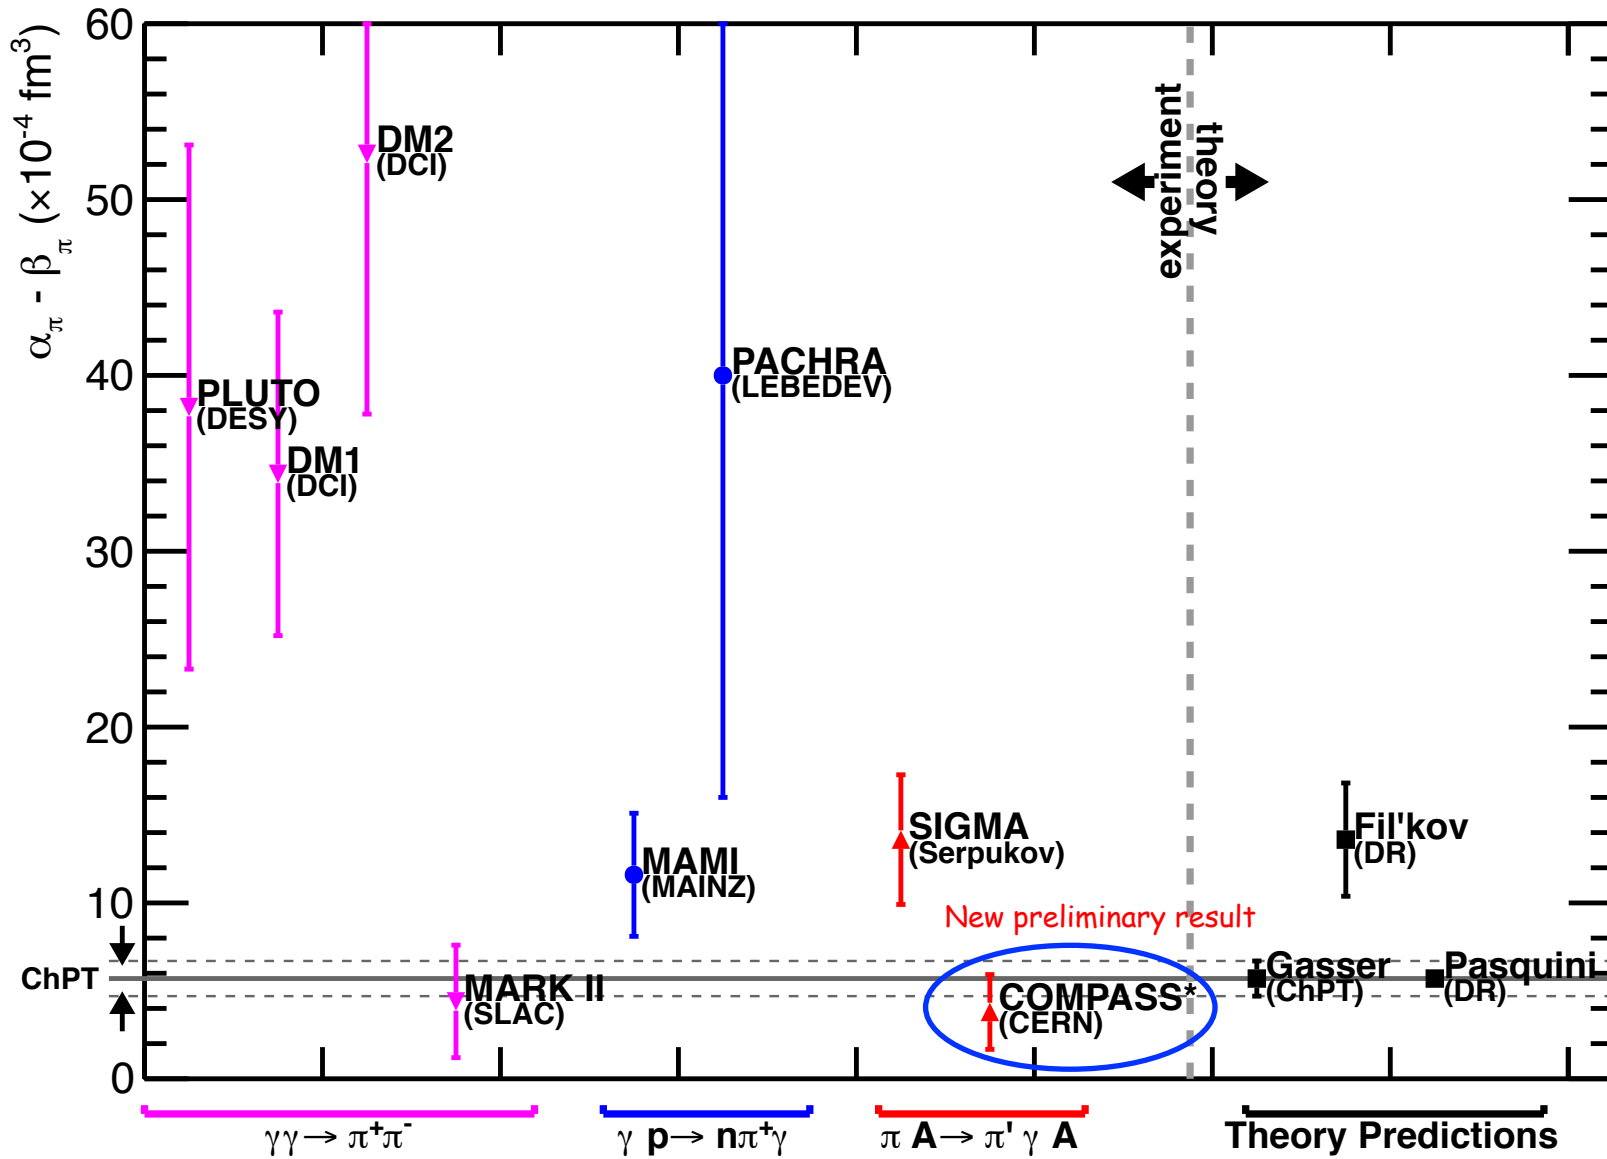 α_π - β_π (×10⁻⁴ fm³)
60
50
40
30
20
10
0
ChPT
DM2
(DCI)
PLUTO
(DESY)
DM1
(DCI)
MARK II
(SLAC)
PACHRA
(LEBEDEV)
MAMI
(MAINZ)
SIGMA
(Serpukov)
New preliminary result
COMPASS*
(CERN)
experiment
theory
Fil'kov
(DR)
Gasser
(ChPT)
Pasquini
(DR)
γγ→ π⁺π⁻
γ p→ nπ⁺γ
π A→ π' γ A
Theory Predictions